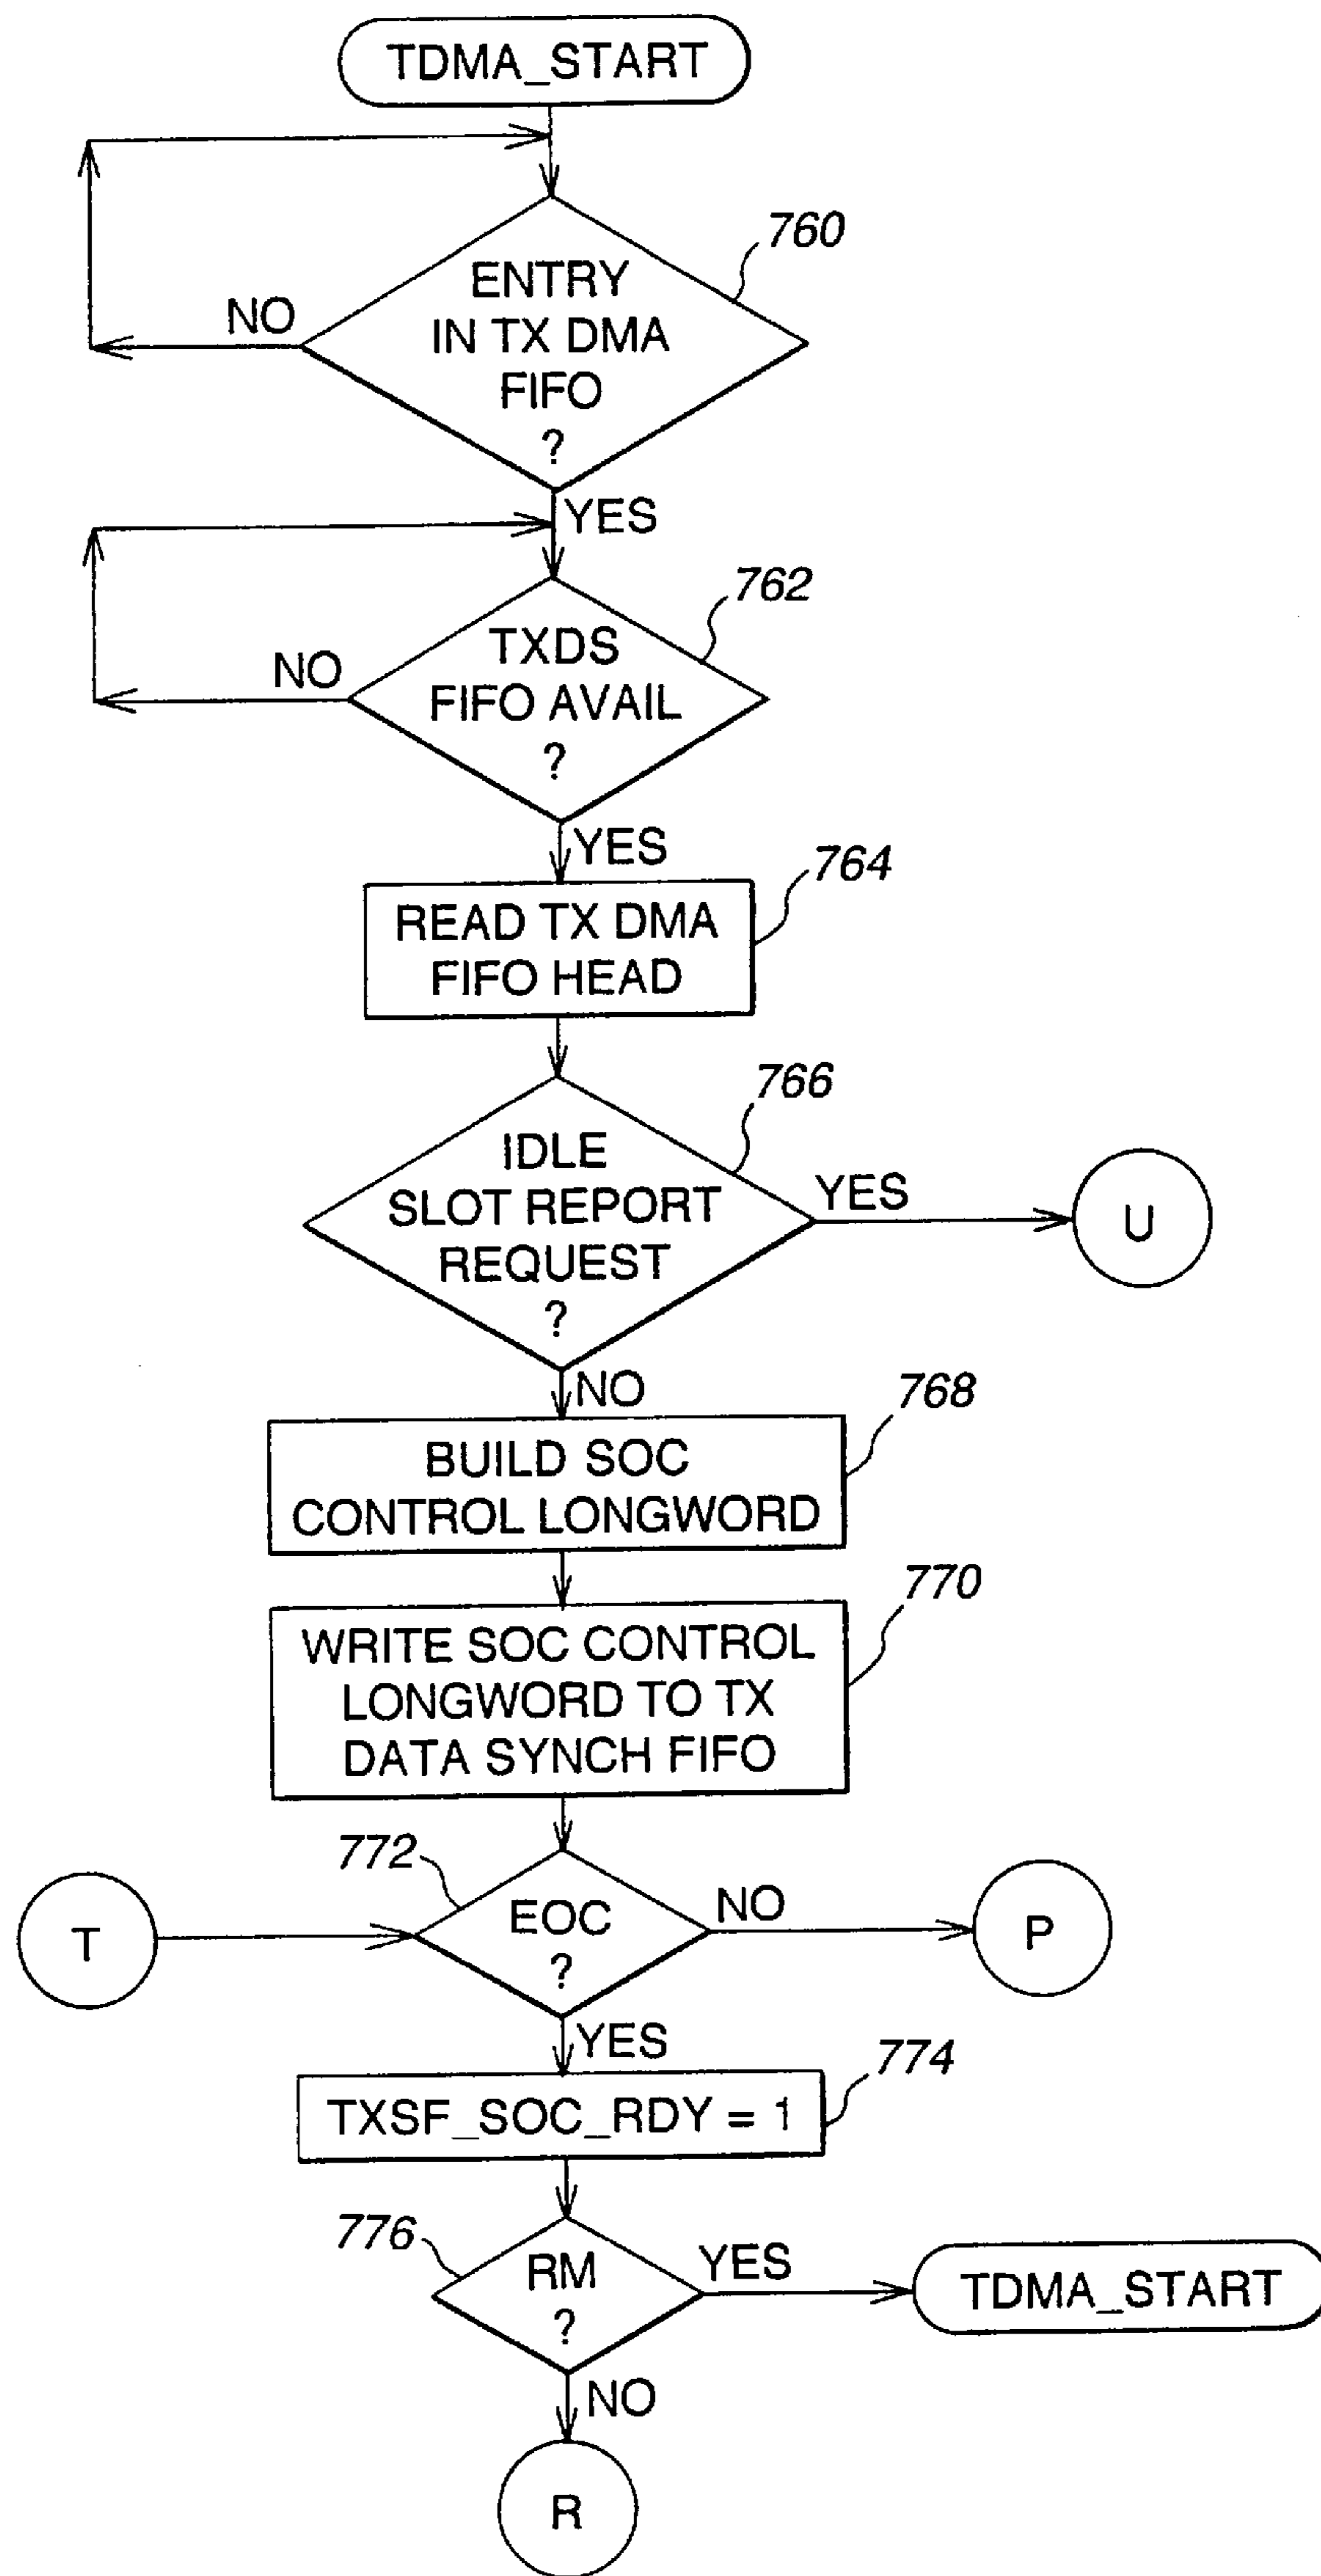 TDMA_START
760
ENTRY
IN TX DMA
FIFO
?
NO
YES
762
TXDS
FIFO AVAIL
?
NO
YES
764
READ TX DMA
FIFO HEAD
766
IDLE
SLOT REPORT
REQUEST
?
YES
U
NO
768
BUILD SOC
CONTROL LONGWORD
770
WRITE SOC CONTROL
LONGWORD TO TX
DATA SYNCH FIFO
772
T
EOC
?
NO
P
YES
774
TXSF_SOC_RDY = 1
776
RM
?
YES
TDMA_START
NO
R